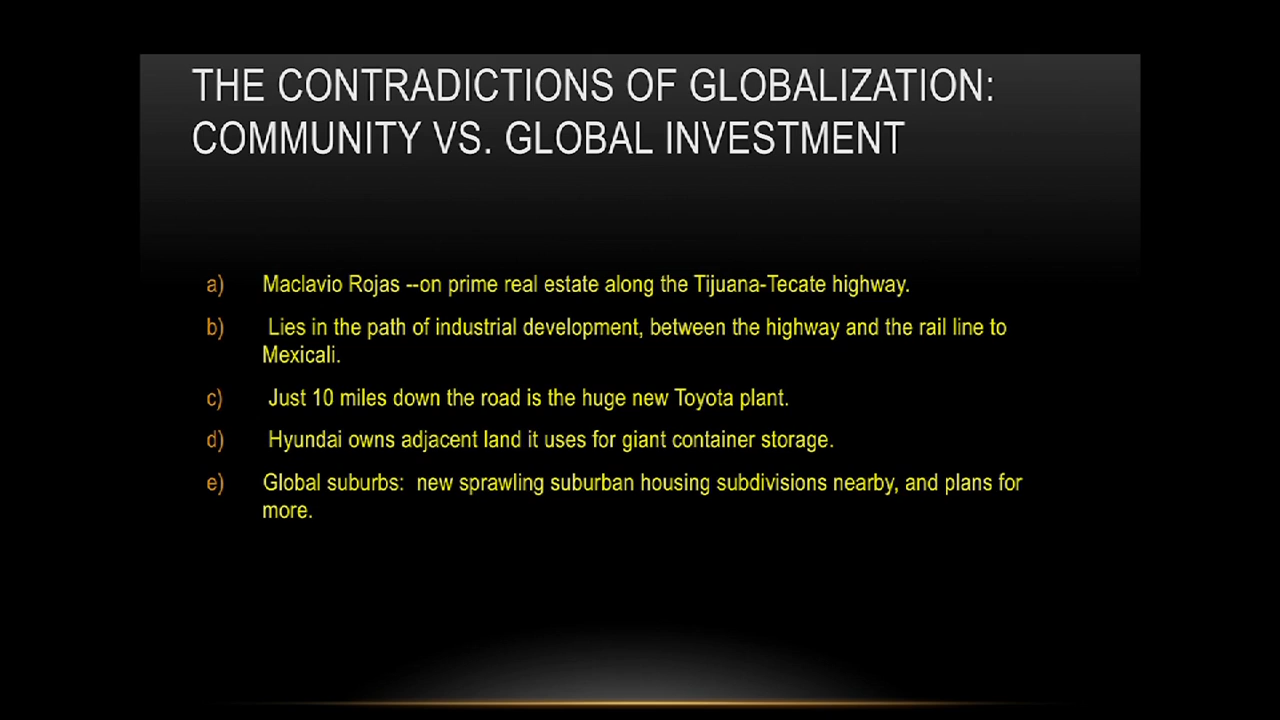 THE CONTRADICTIONS OF GLOBALIZATION:
COMMUNITY VS. GLOBAL INVESTMENT
a) Maclavio Rojas --on prime real estate along the Tijuana-Tecate highway.
b) Lies in the path of industrial development, between the highway and the rail line to
Mexicali.
c) Just 10 miles down the road is the huge new Toyota plant.
d) Hyundai owns adjacent land it uses for giant container storage.
e) Global suburbs: new sprawling suburban housing subdivisions nearby, and plans for
more.